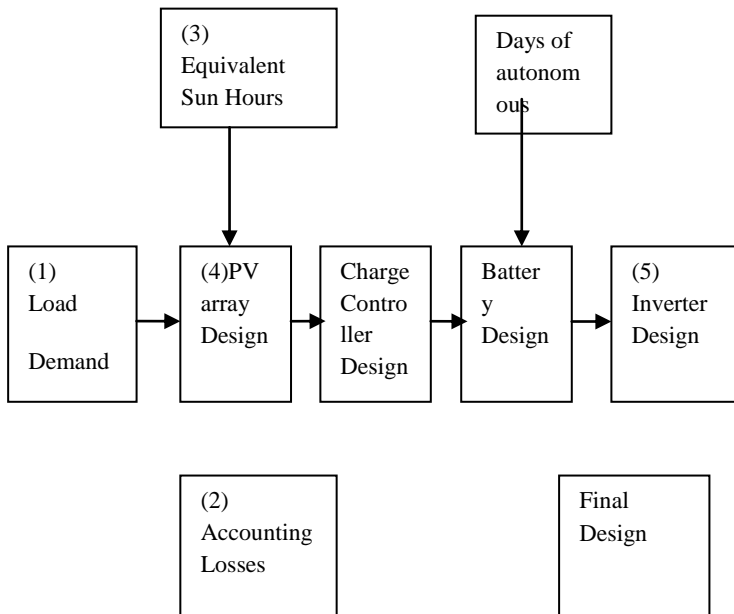 (3)
Equivalent
Sun Hours
Days of
autonom
ous
(1)
Load
Demand
(4)PV
array
Design
Charge
Contro
ller
Design
Batter
y
Design
(5)
Inverter
Design
(2)
Accounting
Losses
Final
Design